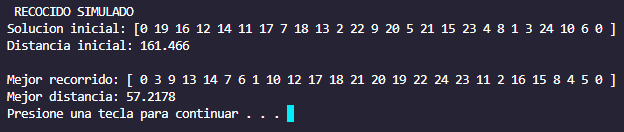 RECOCIDO SIMULADO
Solucion inicial: [0 19 16 12 14 11 17 7 18 13 2 22 9 20 5 21 15 23 4 8 1 3 24 10 6 0 ]
Distancia inicial: 161.466
Mejor recorrido: [ 0 3 9 13 14 7 6 1 10 12 17 18 21 20 19 22 24 23 11 2 16 15 8 4 5 0 ]
Mejor distancia: 57.2178
Presione una tecla para continuar . . .